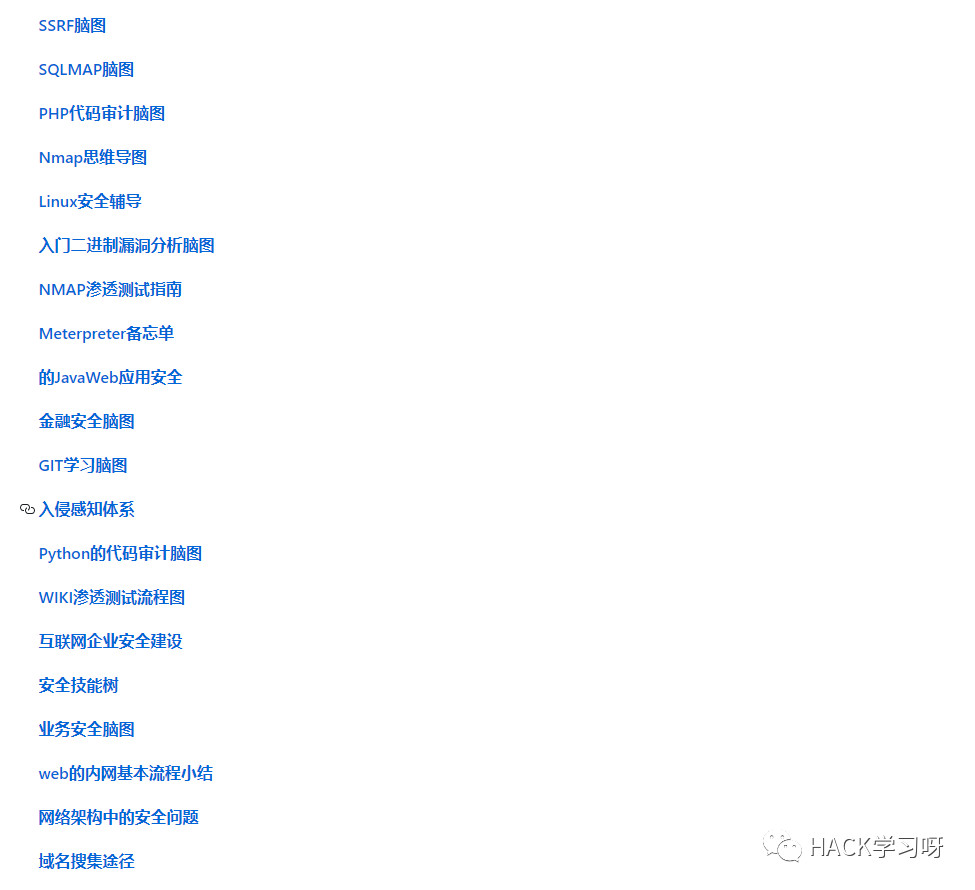 SSRF脑图
SQLMAP脑图
PHP代码审计脑图
Nmap思维导图
Linux安全辅导
入门二进制漏洞分析脑图
NMAP渗透测试指南
Meterpreter备忘单
的JavaWeb应用安全
金融安全脑图
GIT学习脑图
入侵感知体系
Python的代码审计脑图
WIKI渗透测试流程图
互联网企业安全建设
安全技能树
业务安全脑图
web的内网基本流程小结
网络架构中的安全问题
域名搜集途径
HACK学习呀